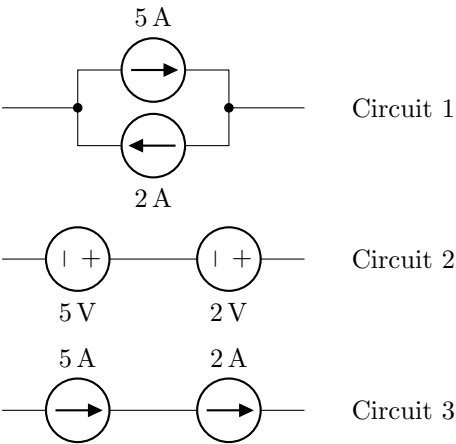 5 A
Circuit 1
2 A
| + | + Circuit 2
5 V 2 V
5 A 2 A
Circuit 3